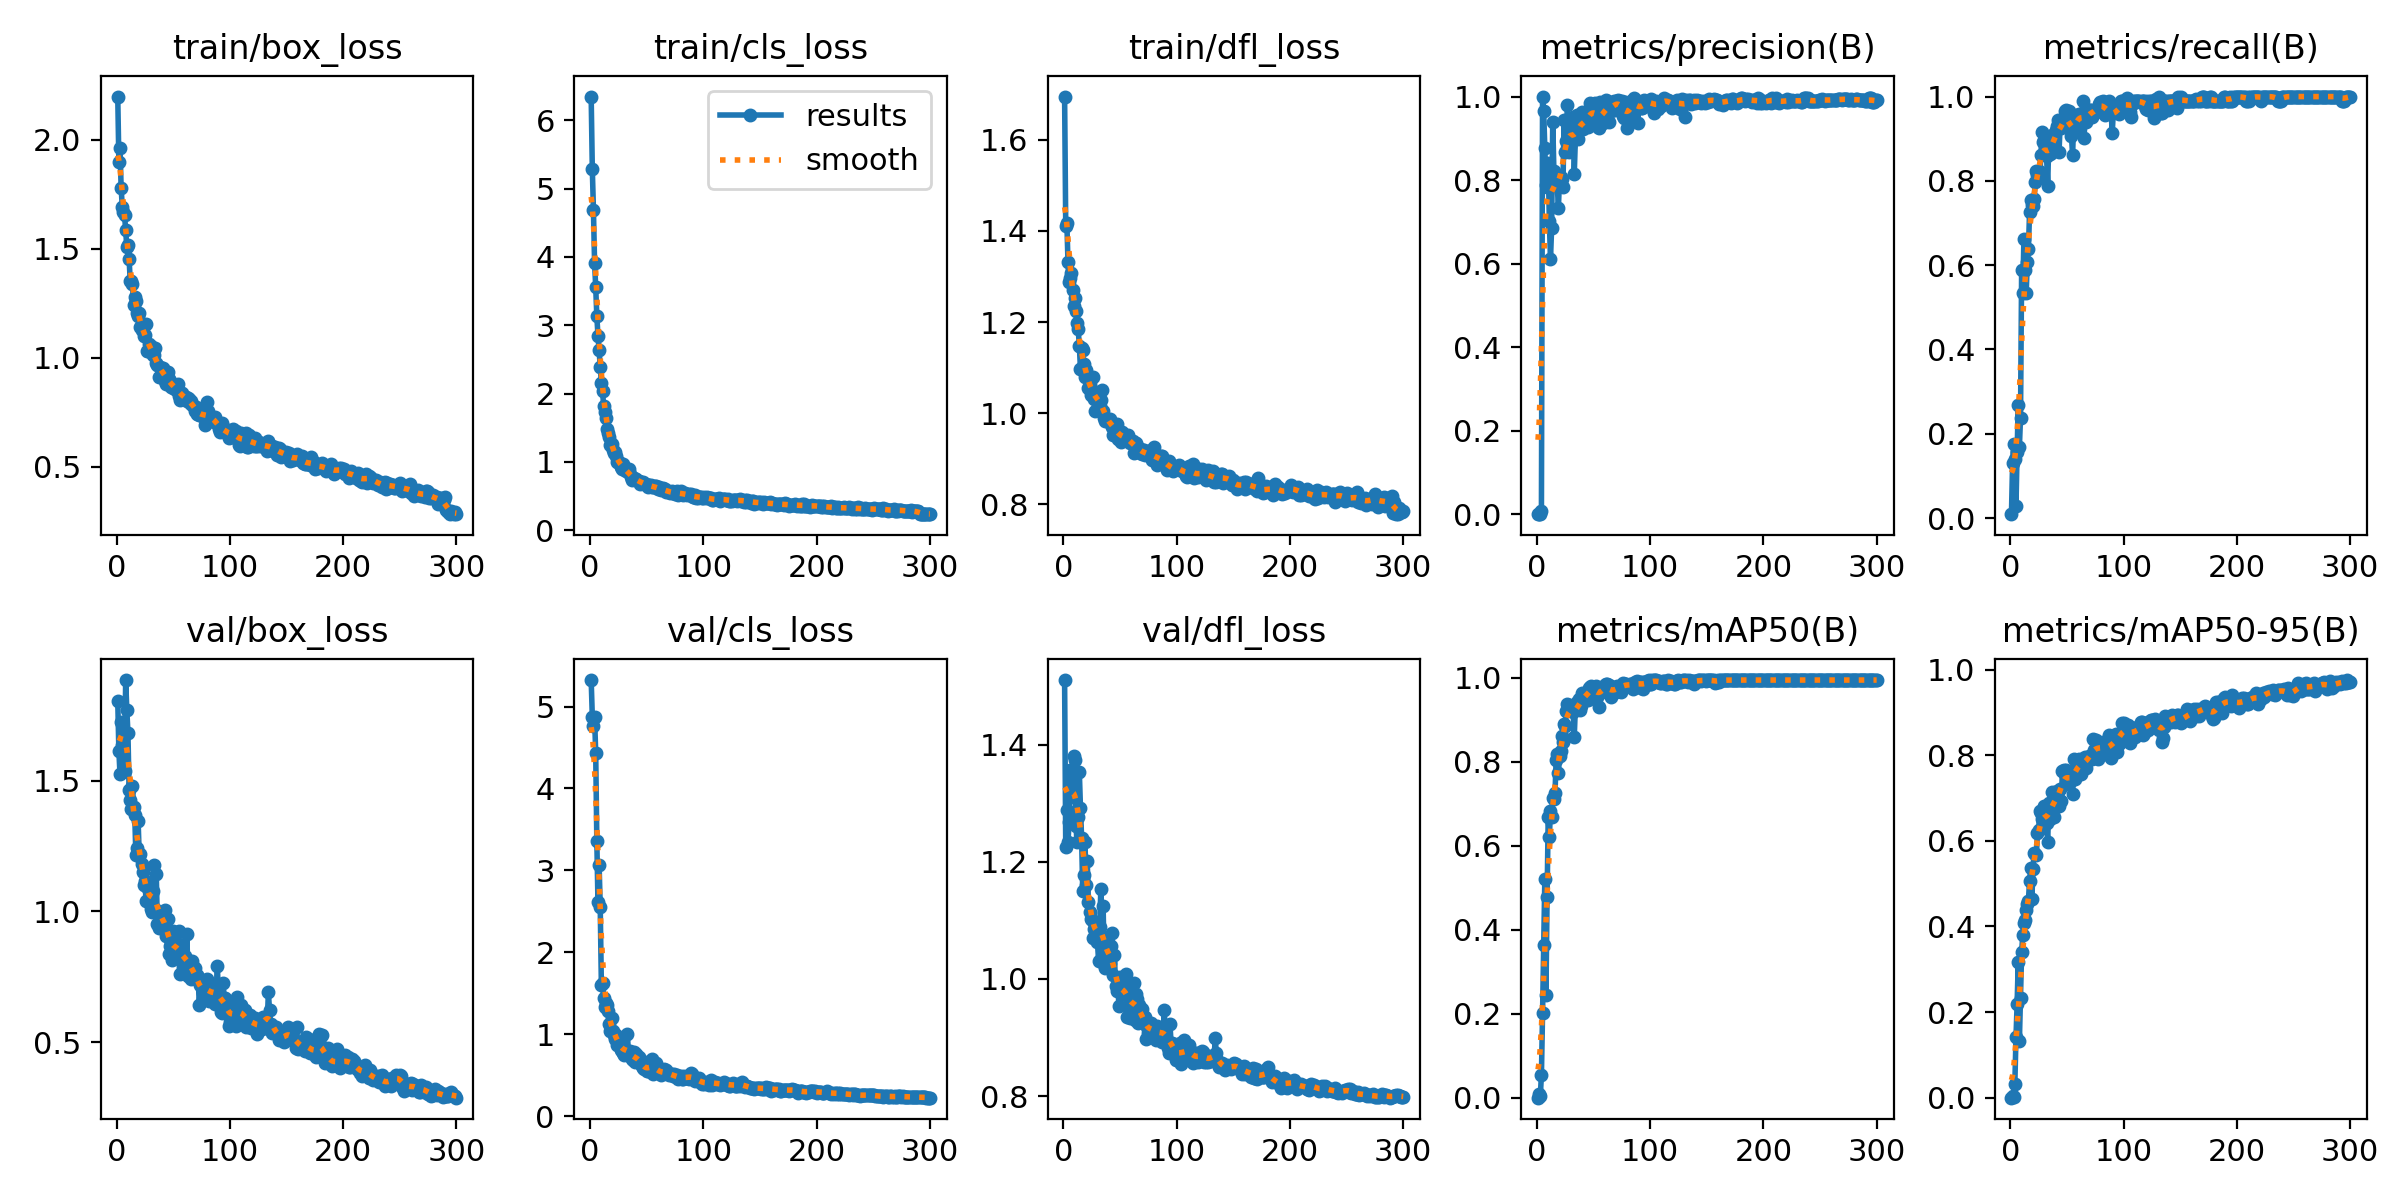 train/box_loss
2.0
1.5
1.0
0.5
0 100 200 300
train/cls_loss
results
smooth
6
5
4
3
2
1
0
0 100 200 300
train/dfl_loss
1.6
1.4
1.2
1.0
0.8
0 100 200 300
metrics/precision(B)
1.0
0.8
0.6
0.4
0.2
0.0
0 100 200 300
metrics/recall(B)
1.0
0.8
0.6
0.4
0.2
0.0
0 100 200 300
val/box_loss
1.5
1.0
0.5
0 100 200 300
val/cls_loss
5
4
3
2
1
0
0 100 200 300
val/dfl_loss
1.4
1.2
1.0
0.8
0 100 200 300
metrics/mAP50(B)
1.0
0.8
0.6
0.4
0.2
0.0
0 100 200 300
metrics/mAP50-95(B)
1.0
0.8
0.6
0.4
0.2
0.0
0 100 200 300